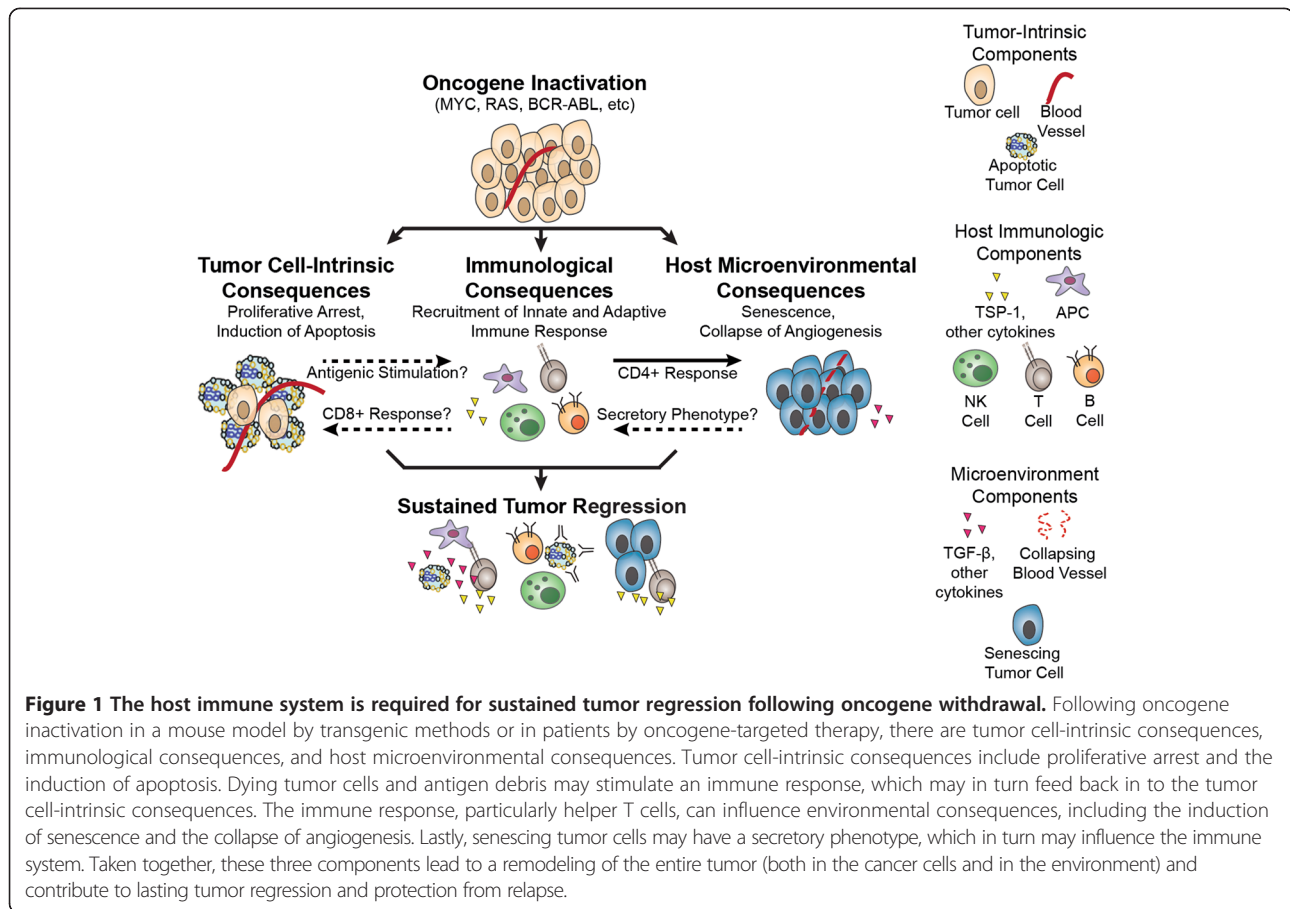 Oncogene Inactivation
(MYC, RAS, BCR-ABL, etc)
Tumor Cell-Intrinsic
Consequences
Proliferative Arrest,
Induction of Apoptosis
Immunological
Consequences
Recruitment of Innate and Adaptive
Immune Response
Host Microenvironmental
Consequences
Senescence,
Collapse of Angiogenesis
Antigenic Stimulation?
CD8+ Response?
CD4+ Response
Secretory Phenotype?
Sustained Tumor Regression
Tumor-Intrinsic
Components
Tumor cell
Blood
Vessel
Apoptotic
Tumor Cell
Host Immunologic
Components
TSP-1,
other cytokines
APC
NK
Cell
T
Cell
B
Cell
Microenvironment
Components
TGF-β,
other
cytokines
Collapsing
Blood Vessel
Senescing
Tumor Cell
Figure 1 The host immune system is required for sustained tumor regression following oncogene withdrawal. Following oncogene
inactivation in a mouse model by transgenic methods or in patients by oncogene-targeted therapy, there are tumor cell-intrinsic consequences,
immunological consequences, and host microenvironmental consequences. Tumor cell-intrinsic consequences include proliferative arrest and the
induction of apoptosis. Dying tumor cells and antigen debris may stimulate an immune response, which may in turn feed back in to the tumor
cell-intrinsic consequences. The immune response, particularly helper T cells, can influence environmental consequences, including the induction
of senescence and the collapse of angiogenesis. Lastly, senescing tumor cells may have a secretory phenotype, which in turn may influence the immune
system. Taken together, these three components lead to a remodeling of the entire tumor (both in the cancer cells and in the environment) and
contribute to lasting tumor regression and protection from relapse.